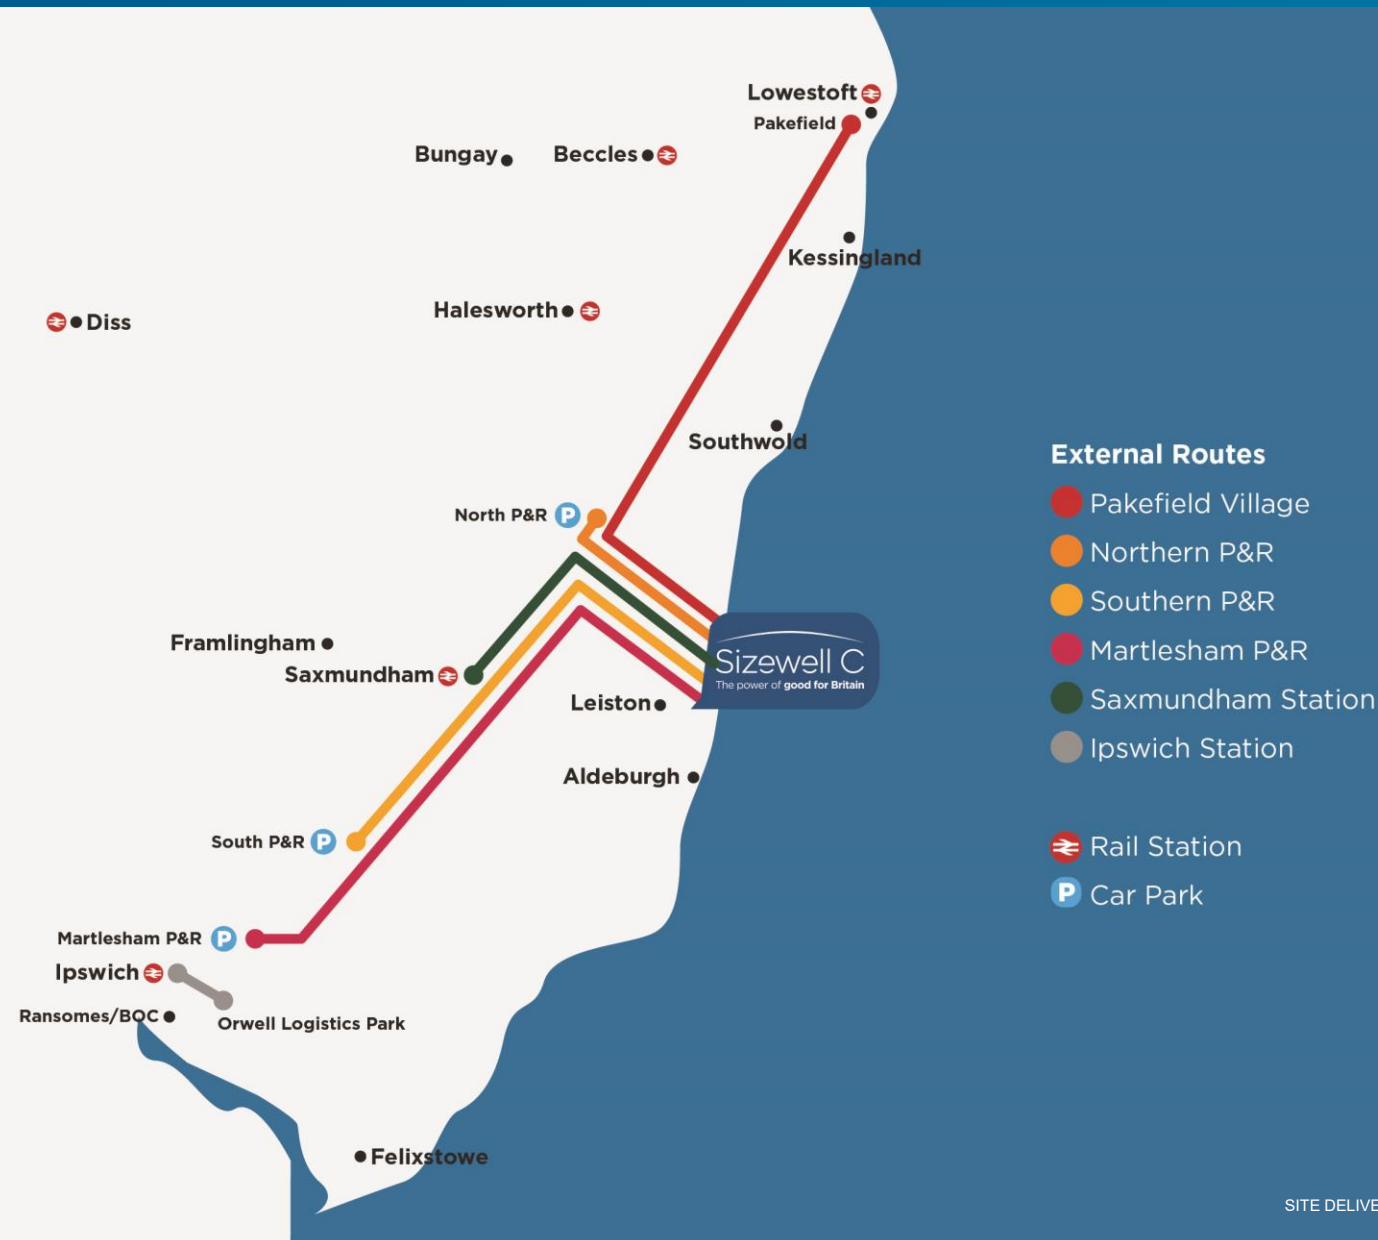 Lowestoft
Pakefield
Bungay
Beccles
Kessingland
Halesworth
Diss
Southwold
External Routes
Pakefield Village
North P&R P
Northern P&R
Southern P&R
Framlingham
Martlesham P&R
Sizewell C
Saxmundham
The power of good for Britain
Saxmundham Station
Leiston
Ipswich Station
Aldeburgh
South P&R P
Rail Station
P Car Park
Martlesham P&R P
Ipswich
Ransomes/BOC
Orwell Logistics Park
Felixstowe
SITE DELIVE